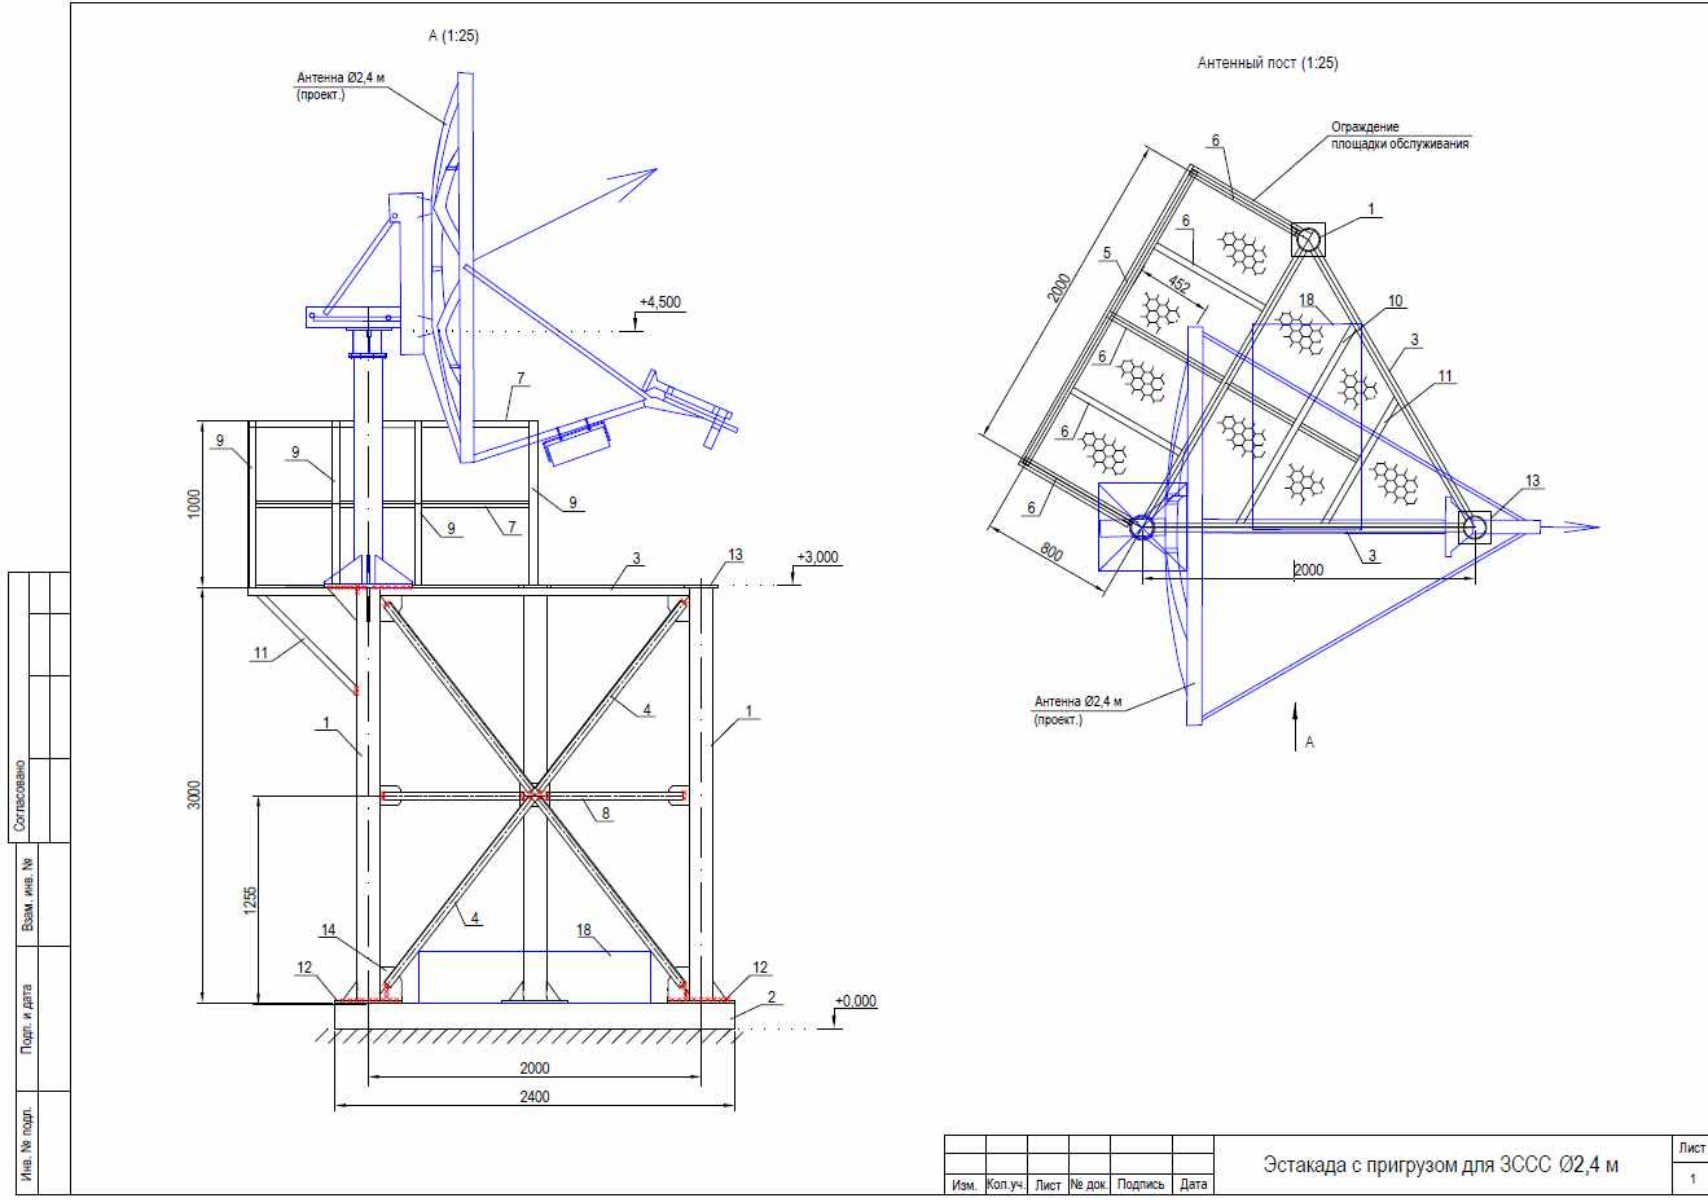 А (1:25)
Антенна Ø2,4 м
(проект.)
+4,500
7
9
9
9
9
7
1000
3
13
+3,000
11
1
4
1
3000
8
1255
4
14
18
12
12
2
+0,000
2000
2400
Антенный пост (1:25)
Ограждение
площадки обслуживания
6
1
6
5
452
2000
18
10
3
6
11
6
13
6
800
3
2000
Антенна Ø2,4 м
(проект.)
А
Согласовано
Взам. инв. №
Подп. и дата
Инв. № подл.
Изм.
Кол.уч.
Лист
№ док.
Подпись
Дата
Эстакада с пригрузом для ЗССС Ø2,4 м
Лист
1